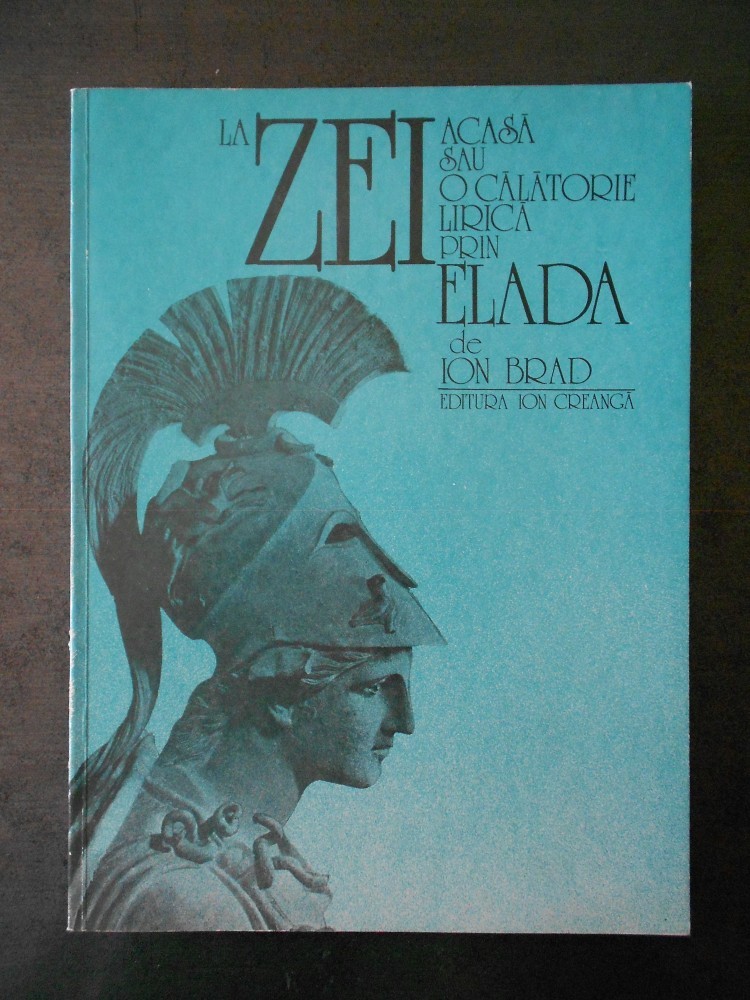 LA ZEI ACASĂ
SAU
O CĂLĂTORIE
LIRICĂ
PRIN
ELADA
de
ION BRAD
EDITURA ION CREANGĂ